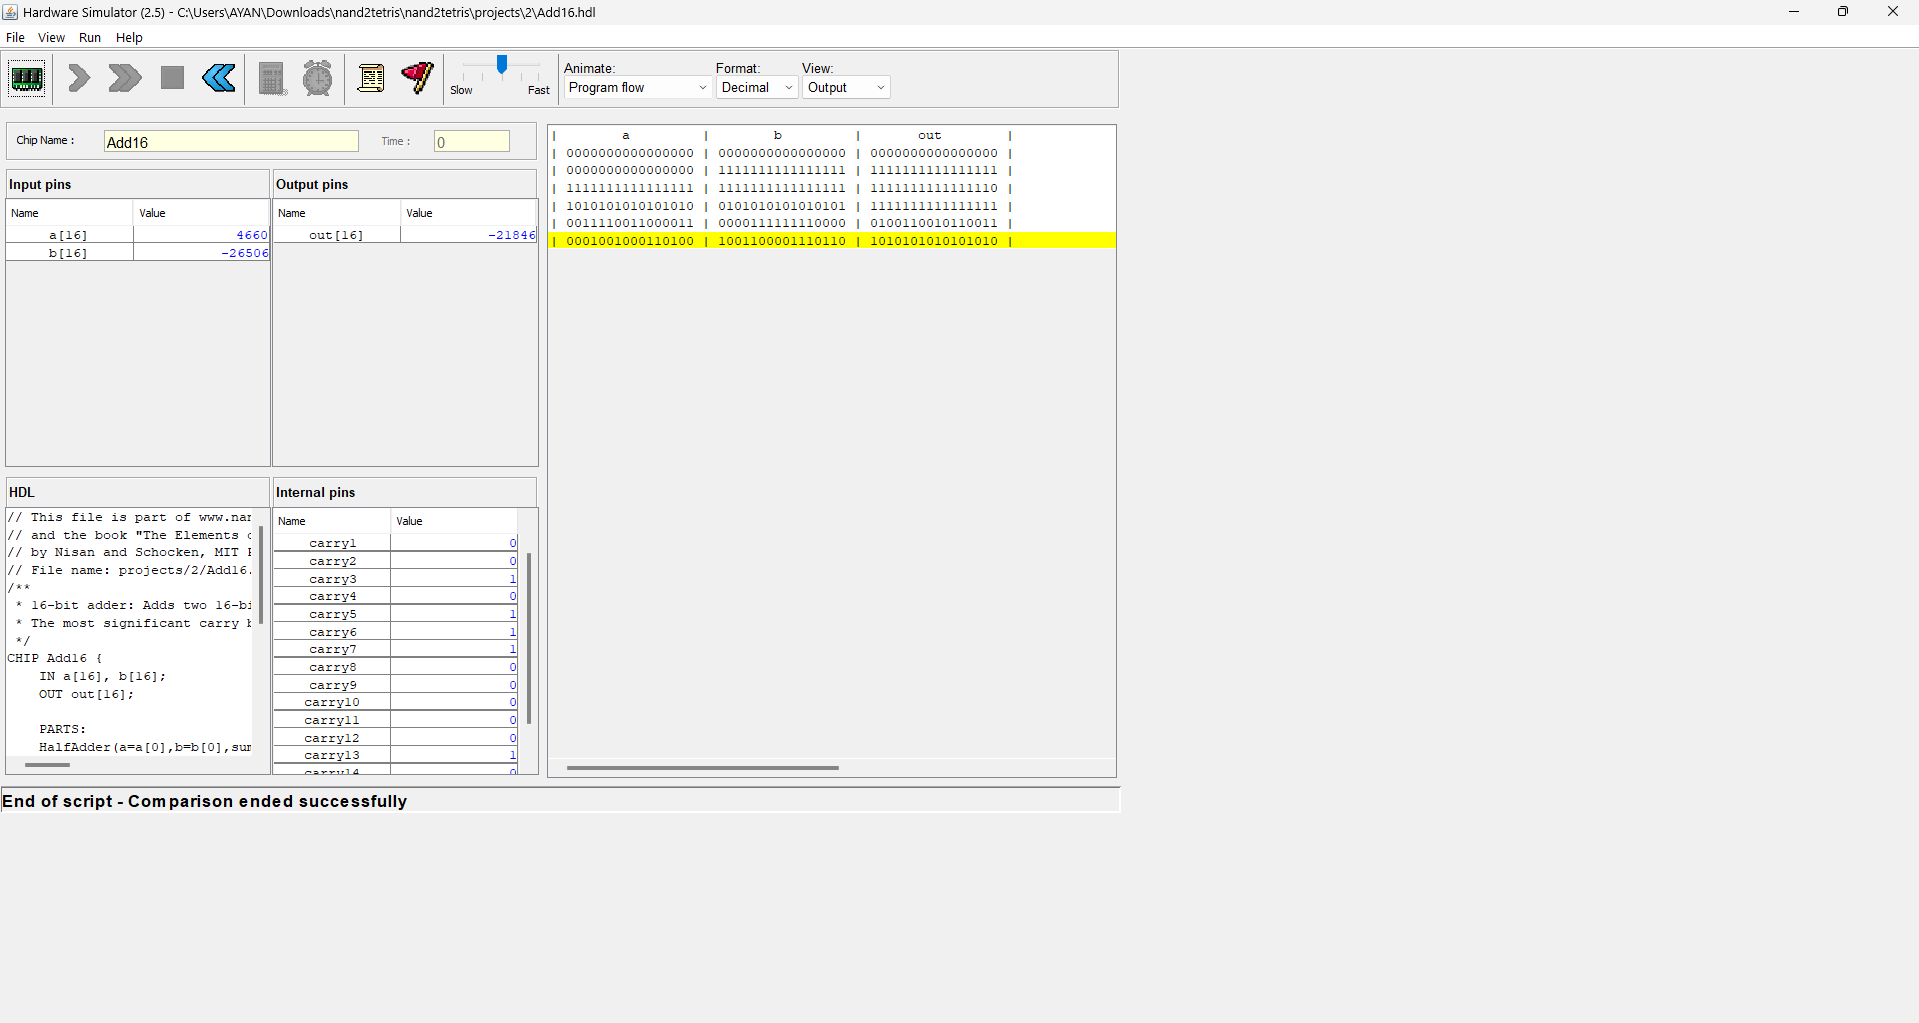 Hardware Simulator (2.5) - C:\Users\AYAN\Downloads\nand2tetris\nand2tetris\projects\2\Add16.hdl
File View Run Help
Slow Fast
Animate: Format: View:
Program flow Decimal Output
Chip Name : Add16 Time : 0
Input pins
Name Value
a[16] 4660
b[16] -26506
Output pins
Name Value
out[16] -21846
HDL
// This file is part of www.nan
// and the book "The Elements o
// by Nisan and Schocken, MIT P
// File name: projects/2/Add16.
/**
* 16-bit adder: Adds two 16-bi
* The most significant carry b
*/
CHIP Add16 {
IN a[16], b[16];
OUT out[16];
PARTS:
HalfAdder(a=a[0],b=b[0],sum
Internal pins
Name Value
carry1 0
carry2 0
carry3 1
carry4 0
carry5 1
carry6 1
carry7 1
carry8 0
carry9 0
carry10 0
carry11 0
carry12 0
carry13 1
carry14 0
| a | b | out |
| 0000000000000000 | 0000000000000000 | 0000000000000000 |
| 0000000000000000 | 1111111111111111 | 1111111111111111 |
| 1111111111111111 | 1111111111111111 | 1111111111111110 |
| 1010101010101010 | 0101010101010101 | 1111111111111111 |
| 0011110011000011 | 0000111111110000 | 0100110010110011 |
| 0001001000110100 | 1001100001110110 | 1010101010101010 |
End of script - Comparison ended successfully